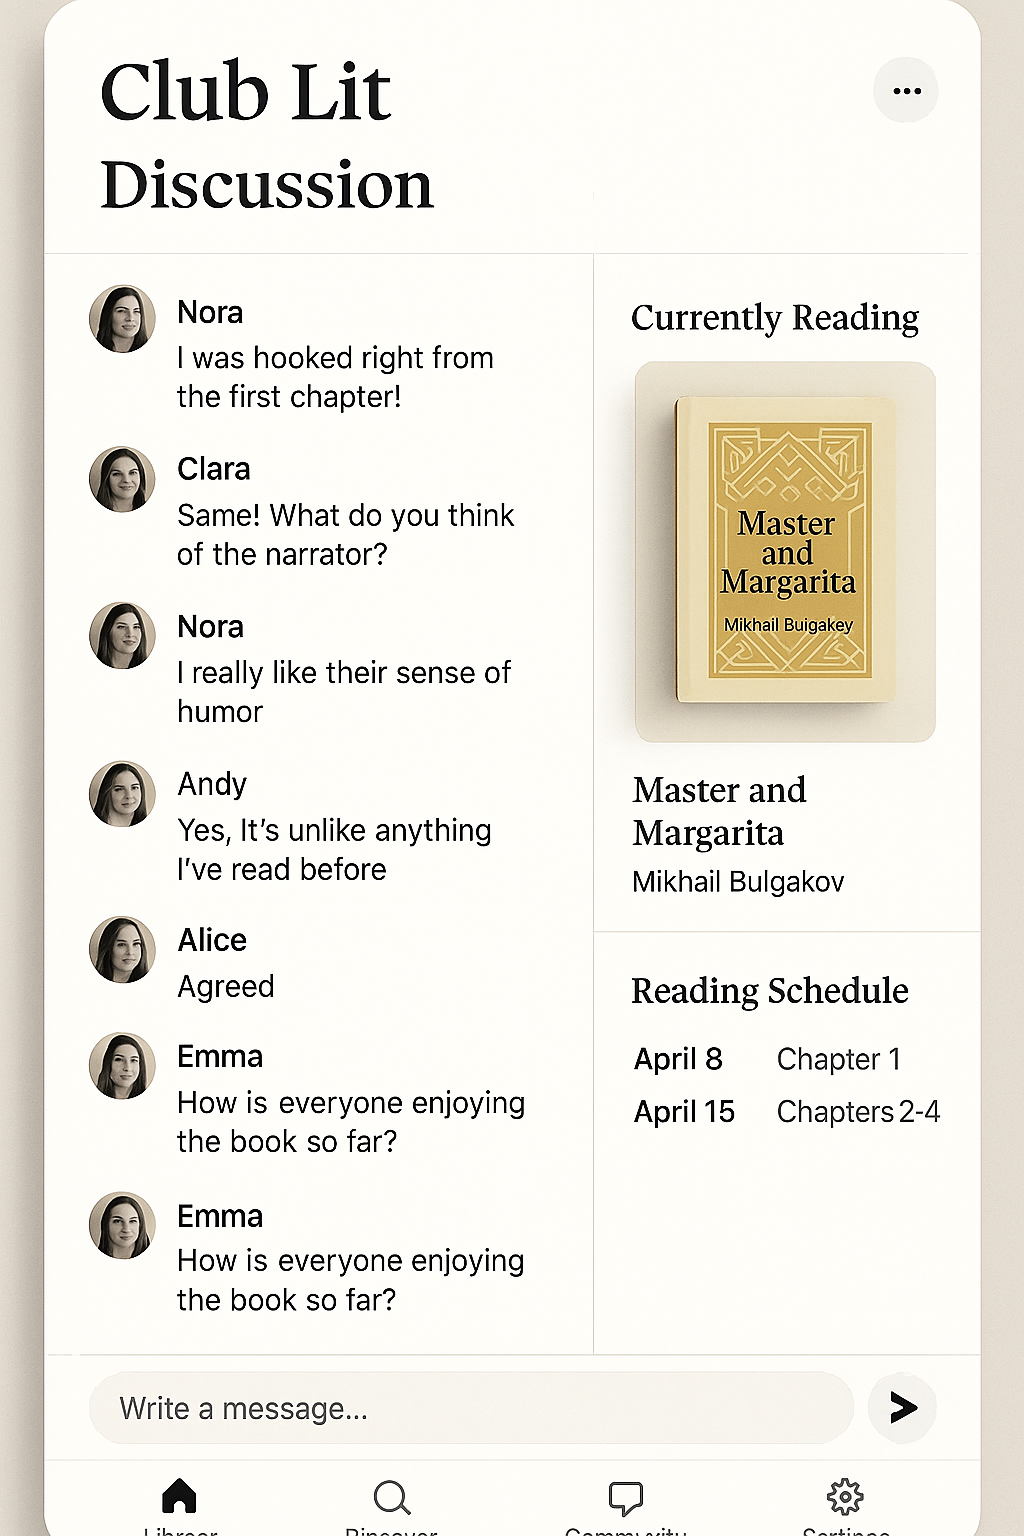 Club Lit
Discussion
Nora
I was hooked right from
the first chapter!
Clara
Same! What do you think
of the narrator?
Nora
I really like their sense of
humor
Andy
Yes, It's unlike anything
I've read before
Alice
Agreed
Emma
How is everyone enjoying
the book so far?
Emma
How is everyone enjoying
the book so far?
Currently Reading
Master
and
Margarita
Mikhail Buigakey
Master and
Margarita
Mikhail Bulgakov
Reading Schedule
April 8 Chapter 1
April 15 Chapters 2-4
Write a message...